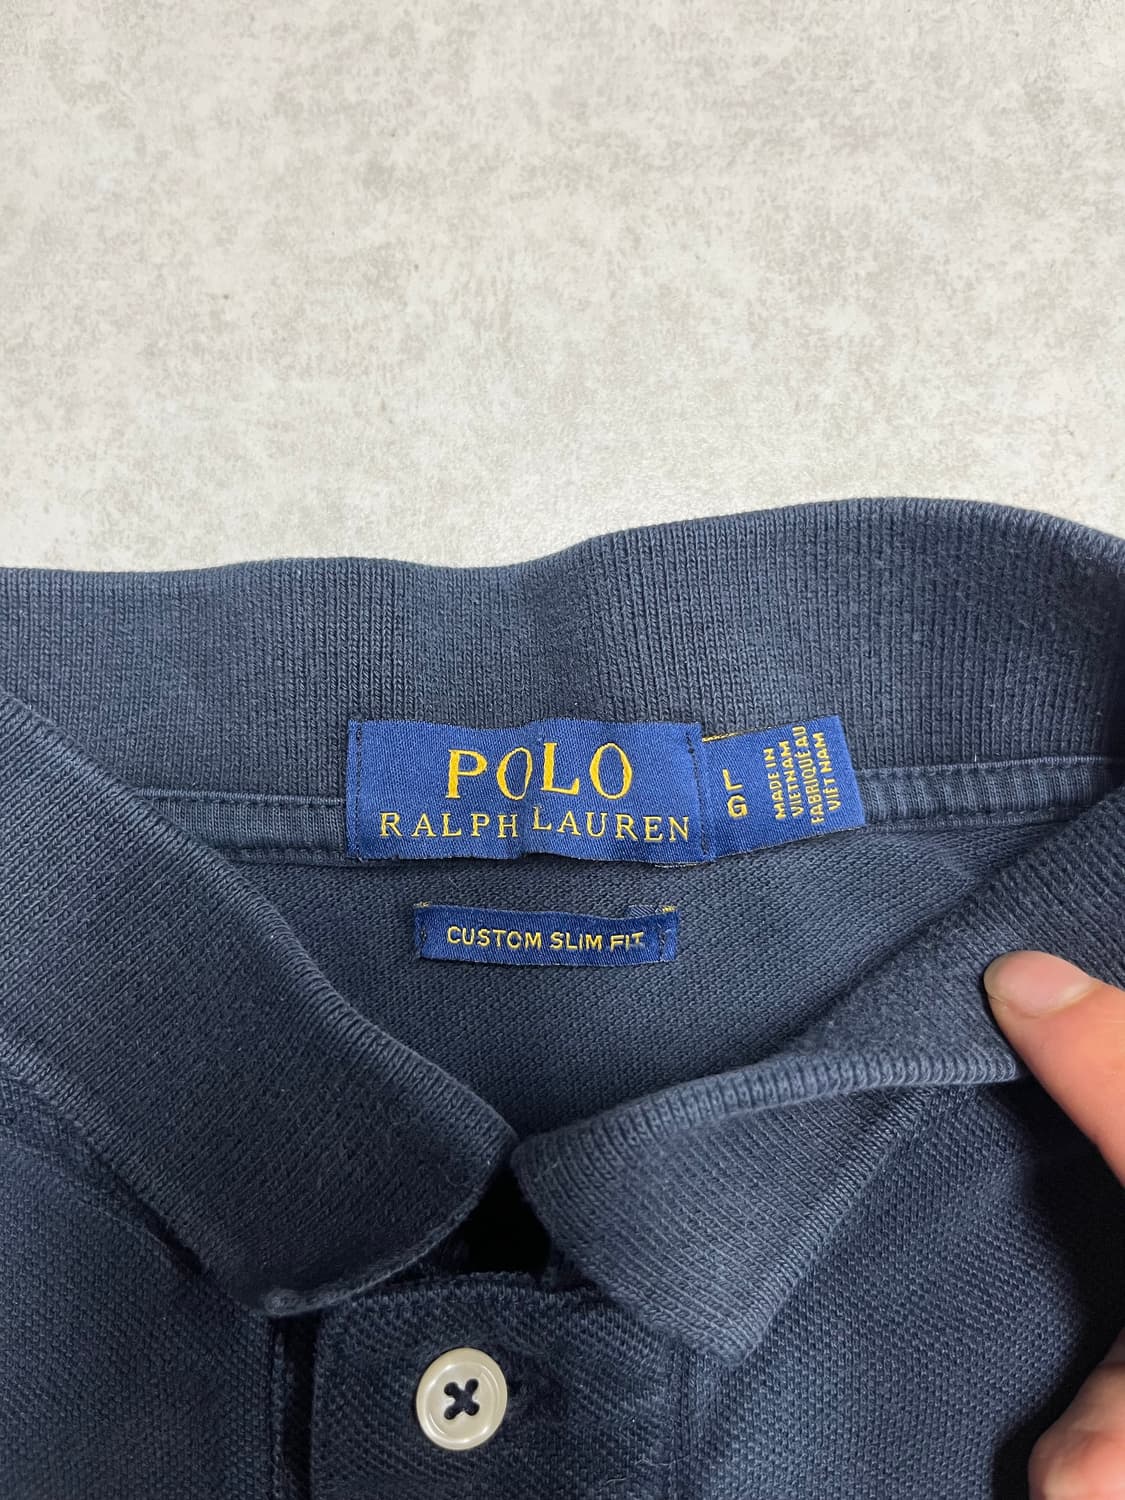 POLO
RALPH LAUREN
L
G
MADE IN
VIETNAM
FABRIQUÉ AU
VIET NAM
CUSTOM SLIM FIT